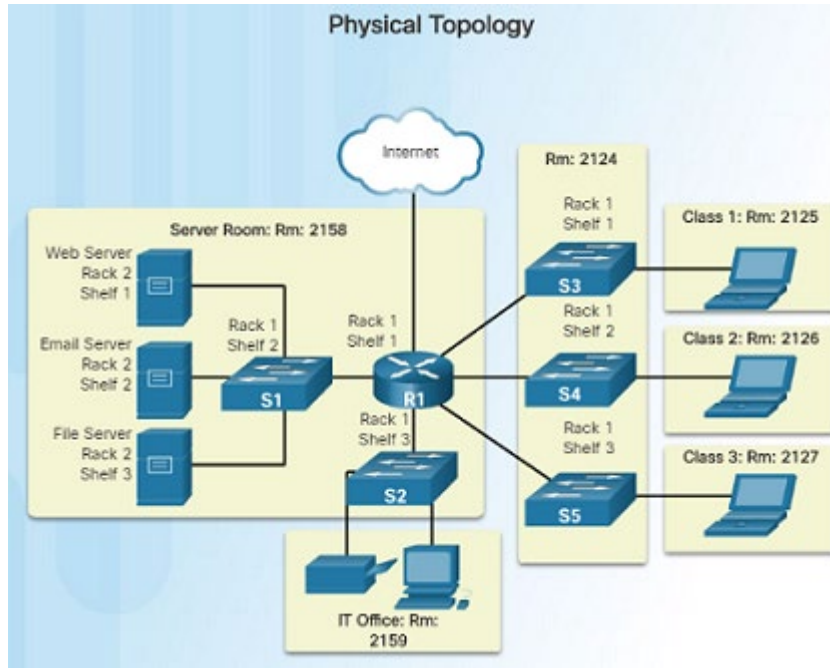 Physical Topology
Internet
Rm: 2124
Server Room: Rm: 2158
Web Server
Rack 2
Shelf 1
Email Server
Rack 2
Shelf 2
File Server
Rack 2
Shelf 3
Rack 1
Shelf 2
S1
Rack 1
Shelf 1
R1
Rack 1
Shelf 3
S2
Rack 1
Shelf 1
S3
Rack 1
Shelf 2
S4
Rack 1
Shelf 3
S5
Class 1: Rm: 2125
Class 2: Rm: 2126
Class 3: Rm: 2127
IT Office: Rm:
2159